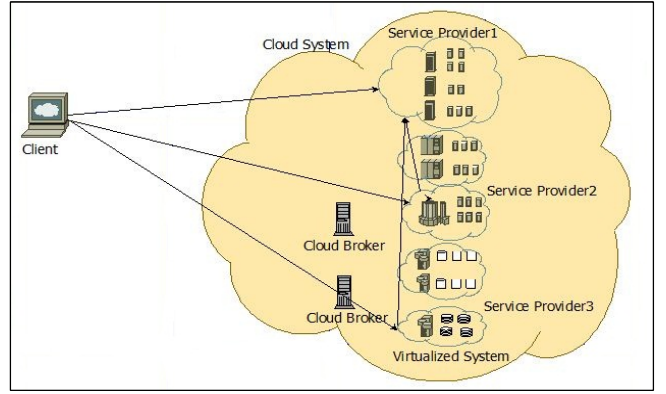 Service Provider1
Cloud System
Client
Service Provider2
Cloud Broker
Service Provider3
Cloud Broker
Virtualized System